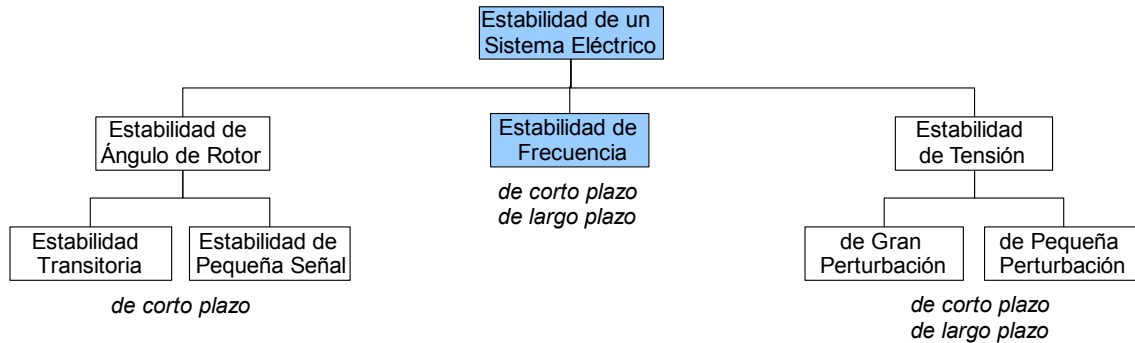 Estabilidad de un
Sistema Eléctrico
Estabilidad de
Ángulo de Rotor
Estabilidad de
Frecuencia
Estabilidad
de Tensión
de corto plazo
de largo plazo
Estabilidad
Transitoria
Estabilidad de
Pequeña Señal
de Gran
Perturbación
de Pequeña
Perturbación
de corto plazo
de corto plazo
de largo plazo